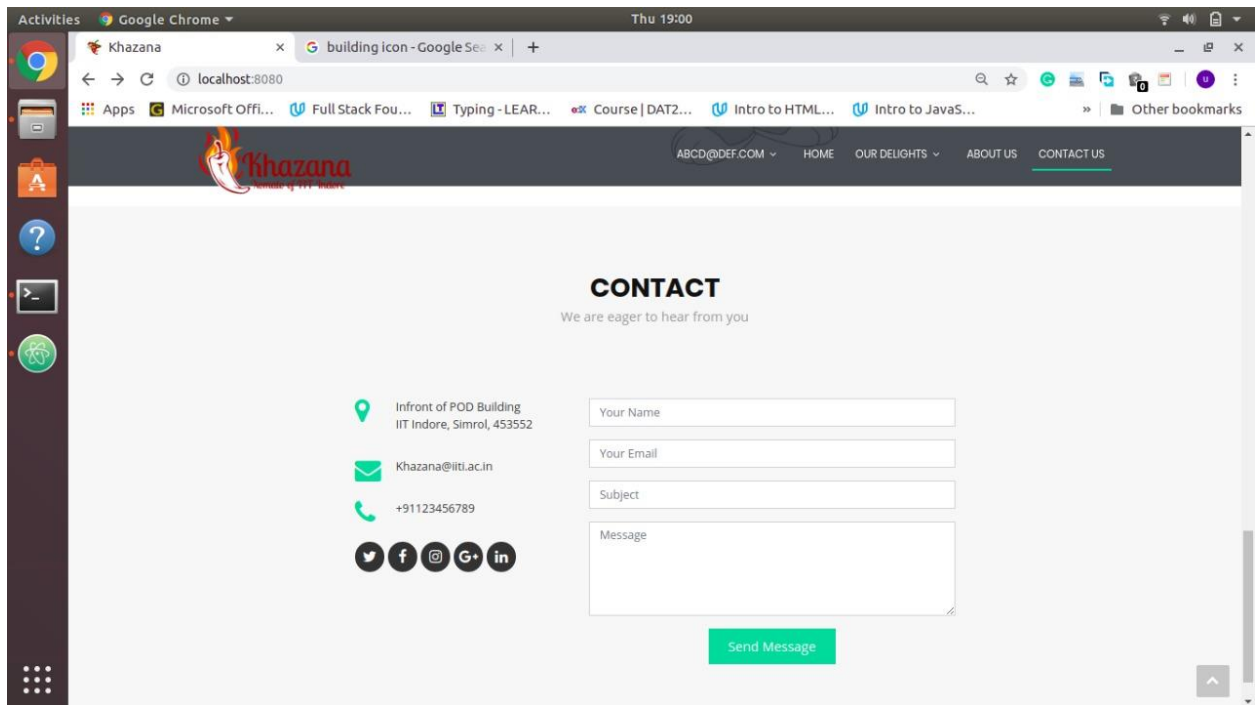 Activities Google Chrome Thu 19:00
Khazana building icon - Google Sea
localhost:8080
Apps Microsoft Offi... Full Stack Fou... Typing - LEAR... Course | DAT2... Intro to HTML... Intro to JavaS... » Other bookmarks
Khazana
of IIT Indore
ABCD@DEF.COM HOME OUR DELIGHTS ABOUT US CONTACT US
CONTACT
We are eager to hear from you
Infront of POD Building
IIT Indore, Simrol, 453552
Khazana@iiti.ac.in
+91123456789
Your Name
Your Email
Subject
Message
Send Message